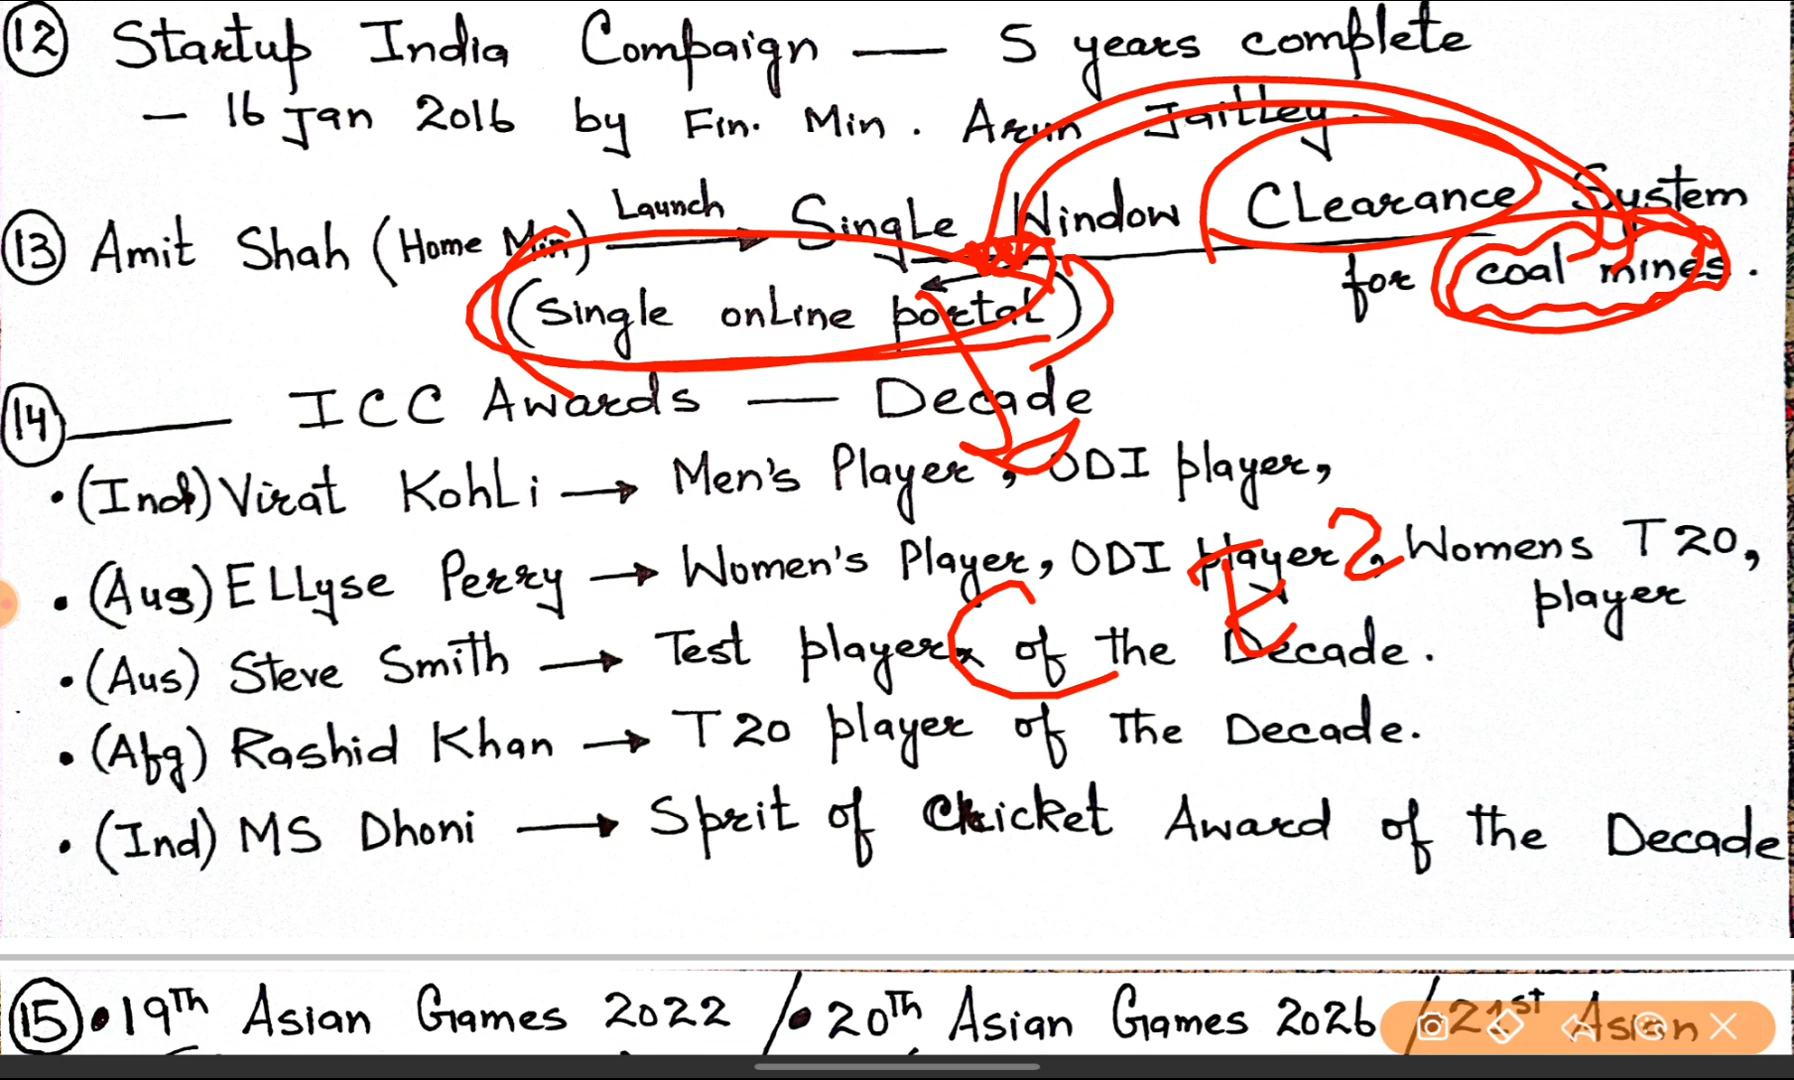 (12) Startup India Compaign — 5 years complete
– 16 Jan 2016 by Fin. Min. Arun Jaitley.
(13) Amit Shah (Home Min) Launch → Single Window Clearance System
(single online portal) ← for coal mines.
(14) ICC Awards — Decade
• (Ind) Virat Kohli → Men's Player, ODI player,
• (Aus) Ellyse Perry → Women's Player, ODI player, Womens T20,
player
• (Aus) Steve Smith → Test player of the Decade.
• (Afg) Rashid Khan → T20 player of the Decade.
• (Ind) MS Dhoni → Sprit of Cricket Award of the Decade
(15) • 19Th Asian Games 2022 / • 20Th Asian Games 2026 / 21st Asian